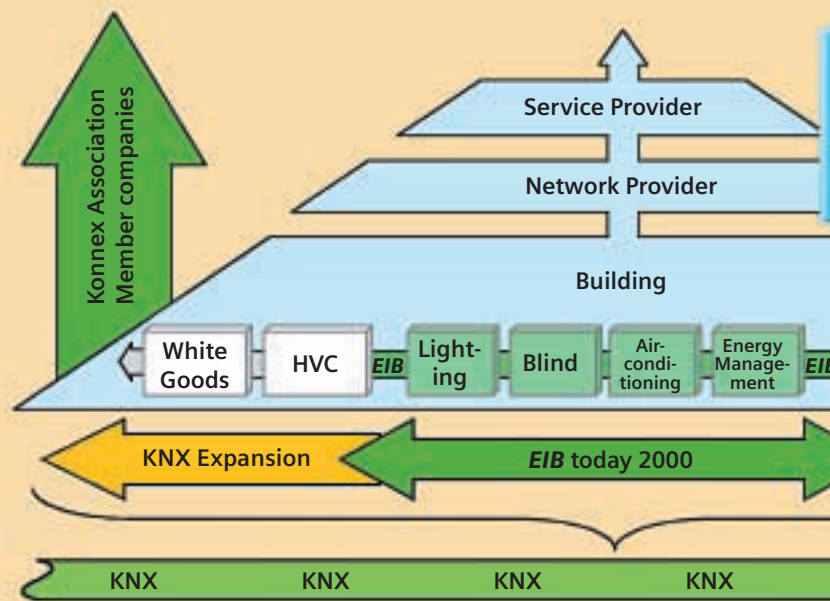 Konnex Association
Member companies
Service Provider
Network Provider
Building
White
Goods
HVC
EIB
Light-
ing
Blind
Air-
condi-
tioning
Energy
Manage-
ment
EIB
KNX Expansion
EIB today 2000
KNX KNX KNX KNX